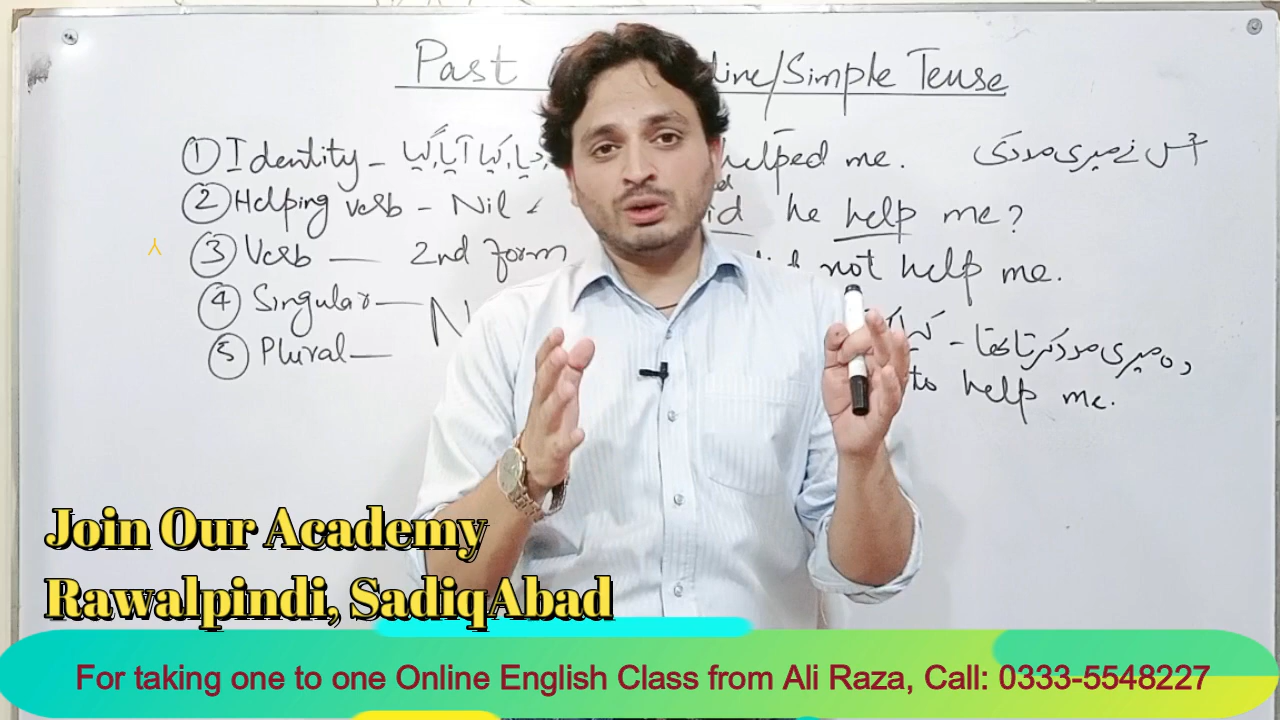 Past dine/Simple Tense
① Identity – دیا، کیا، آیا، گیا helped me. اس نے میری مدد کی
② Helping verb – Nil id he help me?
③ Verb — 2nd form not help me.
④ Singular — N
وہ میری مدد کرتا تھا -
⑤ Plural — to help me.
Join Our Academy
Rawalpindi, SadiqAbad
For taking one to one Online English Class from Ali Raza, Call: 0333-5548227